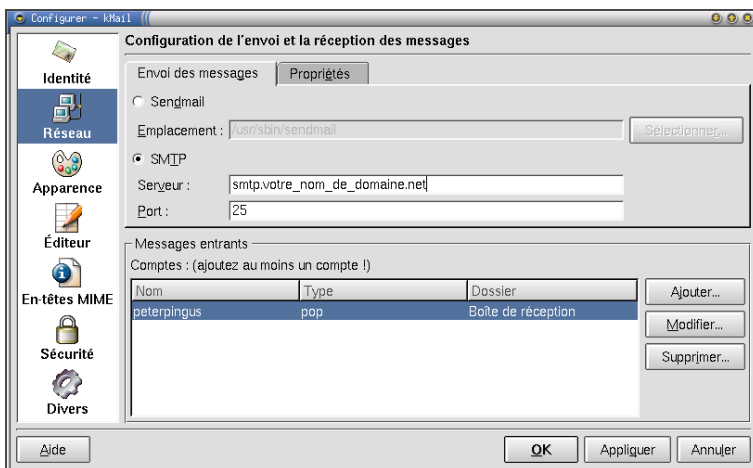 Configurer - kMail
Configuration de l'envoi et la réception des messages
Identité
Réseau
Apparence
Éditeur
En-têtes MIME
Sécurité
Divers
Envoi des messages
Propriétés
Sendmail
Emplacement : /usr/sbin/sendmail
Sélectionner...
SMTP
Serveur : smtp.votre_nom_de_domaine.net
Port : 25
Messages entrants
Comptes : (ajoutez au moins un compte !)
Nom Type Dossier
peterpingus pop Boîte de réception
Ajouter...
Modifier...
Supprimer...
Aide
OK
Appliquer
Annuler